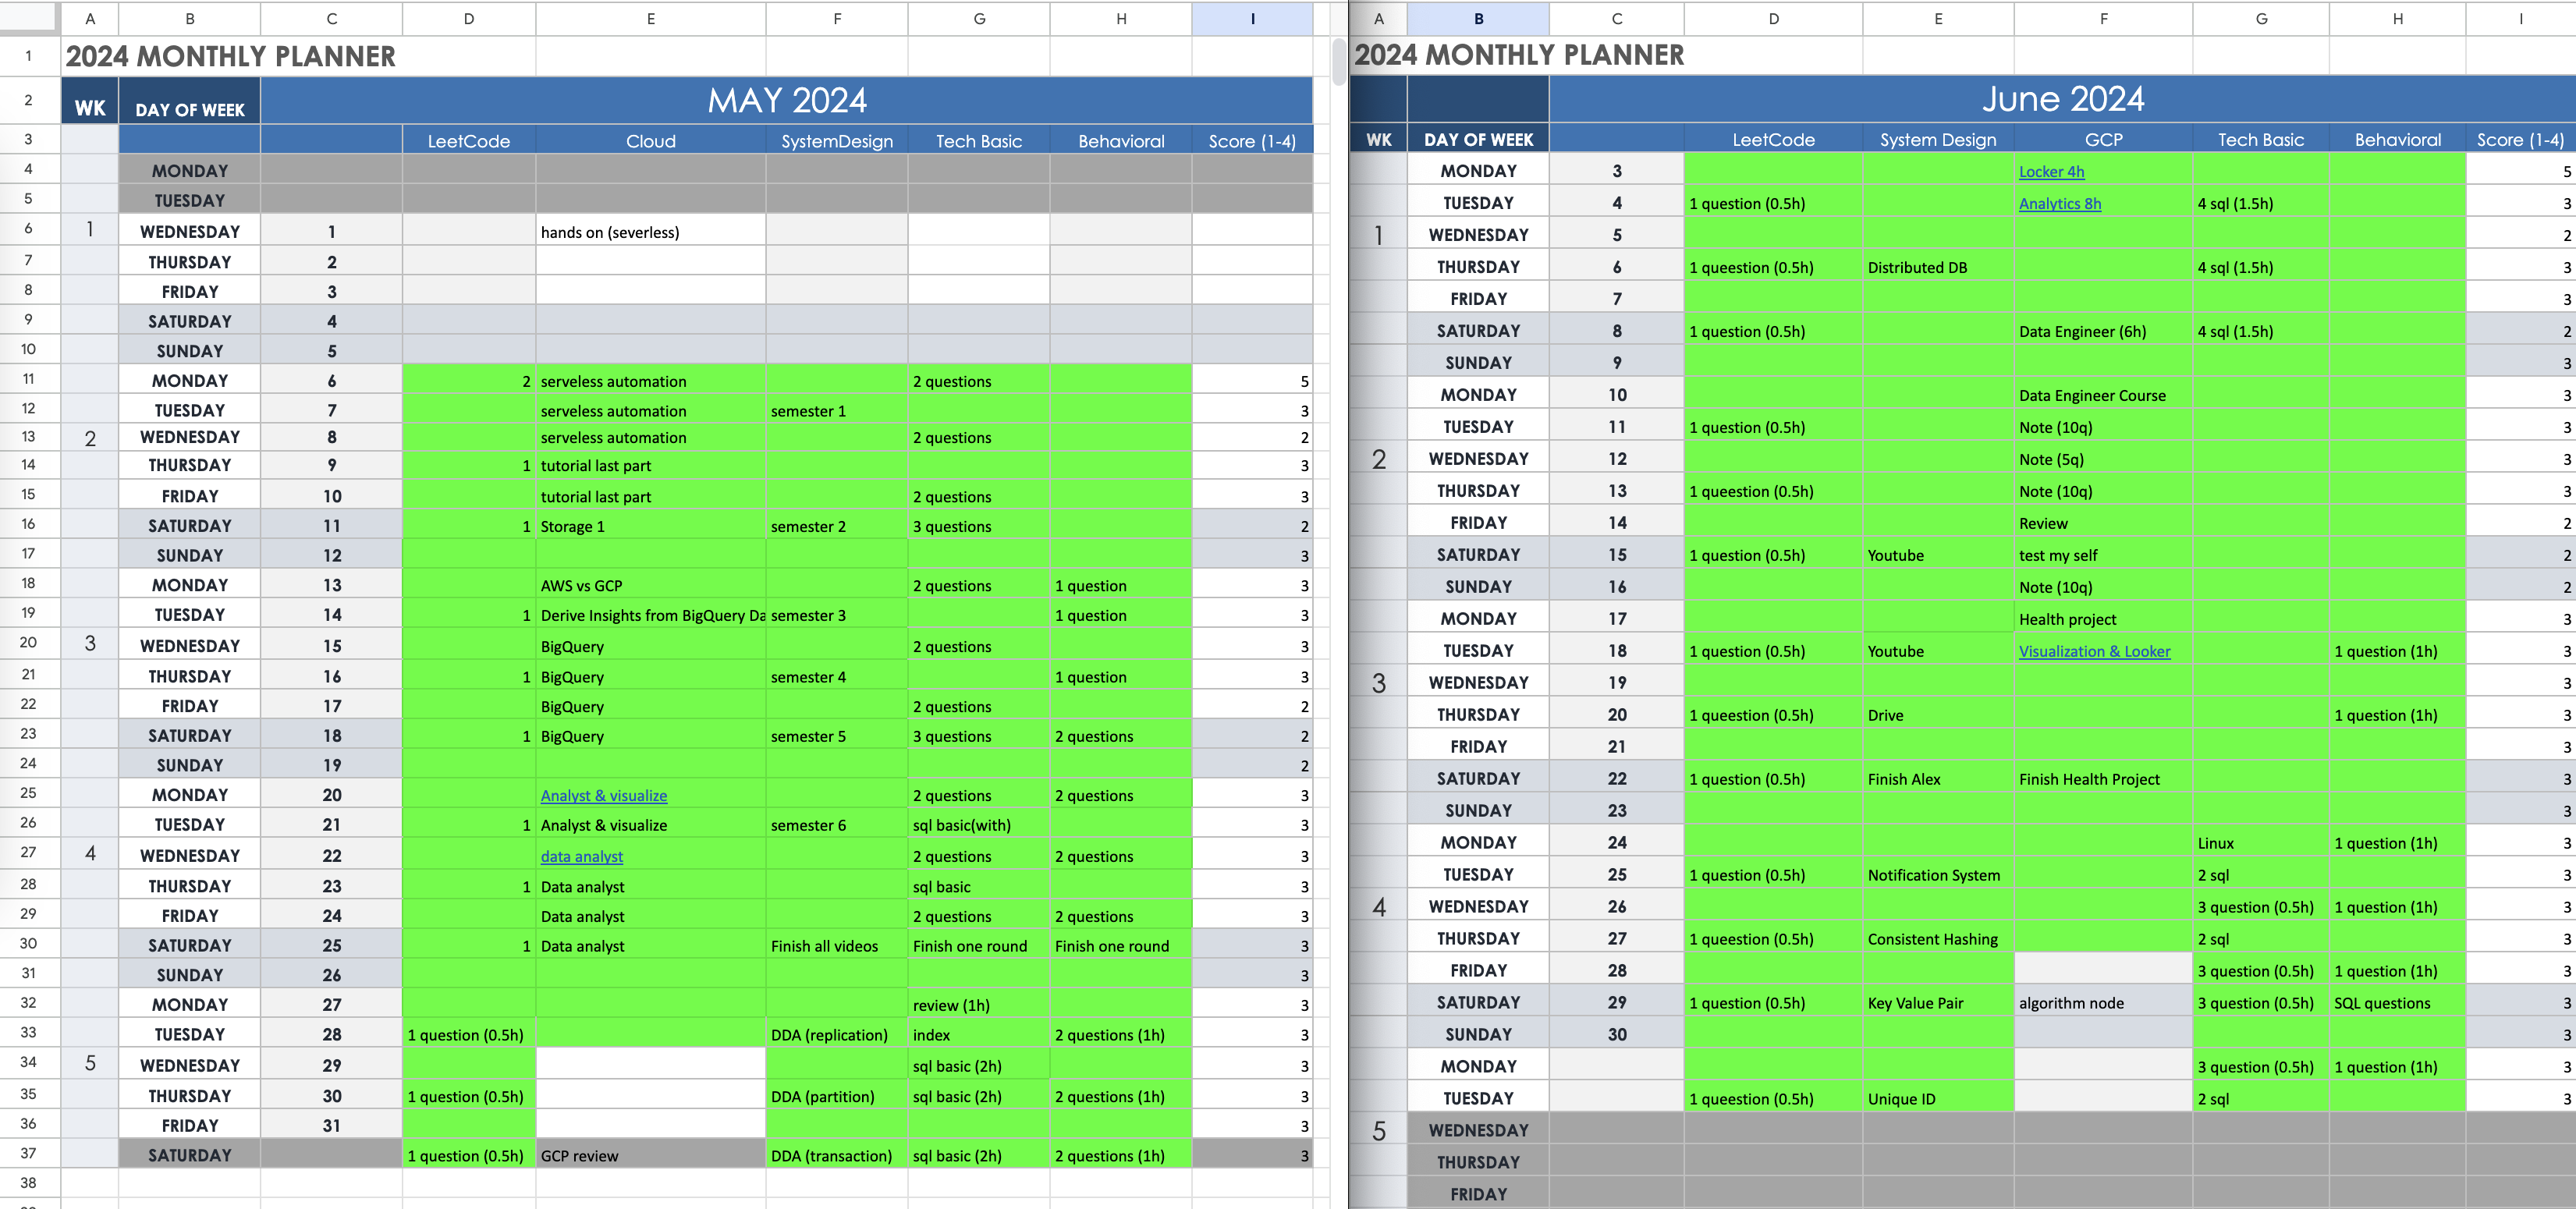 A B C D E F G H I
1 2024 MONTHLY PLANNER
2 WK DAY OF WEEK MAY 2024
3 LeetCode Cloud SystemDesign Tech Basic Behavioral Score (1-4)
4 MONDAY
5 TUESDAY
6 1 WEDNESDAY 1 hands on (severless)
7 THURSDAY 2
8 FRIDAY 3
9 SATURDAY 4
10 SUNDAY 5
11 MONDAY 6 2 serveless automation 2 questions 5
12 TUESDAY 7 serveless automation semester 1 3
13 2 WEDNESDAY 8 serveless automation 2 questions 2
14 THURSDAY 9 1 tutorial last part 3
15 FRIDAY 10 tutorial last part 2 questions 3
16 SATURDAY 11 1 Storage 1 semester 2 3 questions 2
17 SUNDAY 12 3
18 MONDAY 13 AWS vs GCP 2 questions 1 question 3
19 TUESDAY 14 1 Derive Insights from BigQuery Da semester 3 1 question 3
20 3 WEDNESDAY 15 BigQuery 2 questions 3
21 THURSDAY 16 1 BigQuery semester 4 1 question 3
22 FRIDAY 17 BigQuery 2 questions 2
23 SATURDAY 18 1 BigQuery semester 5 3 questions 2 questions 2
24 SUNDAY 19 2
25 MONDAY 20 Analyst & visualize 2 questions 2 questions 3
26 TUESDAY 21 1 Analyst & visualize semester 6 sql basic(with) 3
27 4 WEDNESDAY 22 data analyst 2 questions 2 questions 3
28 THURSDAY 23 1 Data analyst sql basic 3
29 FRIDAY 24 Data analyst 2 questions 2 questions 3
30 SATURDAY 25 1 Data analyst Finish all videos Finish one round Finish one round 3
31 SUNDAY 26 3
32 MONDAY 27 review (1h) 3
33 TUESDAY 28 1 question (0.5h) DDA (replication) index 2 questions (1h) 3
34 5 WEDNESDAY 29 sql basic (2h) 3
35 THURSDAY 30 1 question (0.5h) DDA (partition) sql basic (2h) 2 questions (1h) 3
36 FRIDAY 31 3
37 SATURDAY 1 question (0.5h) GCP review DDA (transaction) sql basic (2h) 2 questions (1h) 3
38
A B C D E F G H I
2024 MONTHLY PLANNER
June 2024
WK DAY OF WEEK LeetCode System Design GCP Tech Basic Behavioral Score (1-4)
MONDAY 3 Locker 4h 5
TUESDAY 4 1 question (0.5h) Analytics 8h 4 sql (1.5h) 3
1 WEDNESDAY 5 2
THURSDAY 6 1 queestion (0.5h) Distributed DB 4 sql (1.5h) 3
FRIDAY 7 3
SATURDAY 8 1 question (0.5h) Data Engineer (6h) 4 sql (1.5h) 2
SUNDAY 9 3
MONDAY 10 Data Engineer Course 3
TUESDAY 11 1 question (0.5h) Note (10q) 3
2 WEDNESDAY 12 Note (5q) 3
THURSDAY 13 1 queestion (0.5h) Note (10q) 3
FRIDAY 14 Review 2
SATURDAY 15 1 question (0.5h) Youtube test my self 2
SUNDAY 16 Note (10q) 2
MONDAY 17 Health project 3
TUESDAY 18 1 question (0.5h) Youtube Visualization & Looker 1 question (1h) 3
3 WEDNESDAY 19 3
THURSDAY 20 1 queestion (0.5h) Drive 1 question (1h) 3
FRIDAY 21 3
SATURDAY 22 1 question (0.5h) Finish Alex Finish Health Project 3
SUNDAY 23 3
MONDAY 24 Linux 1 question (1h) 3
TUESDAY 25 1 question (0.5h) Notification System 2 sql 3
4 WEDNESDAY 26 3 question (0.5h) 1 question (1h) 3
THURSDAY 27 1 queestion (0.5h) Consistent Hashing 2 sql 3
FRIDAY 28 3 question (0.5h) 1 question (1h) 3
SATURDAY 29 1 question (0.5h) Key Value Pair algorithm node 3 question (0.5h) SQL questions 3
SUNDAY 30 3
MONDAY 3 question (0.5h) 1 question (1h) 3
TUESDAY 1 queestion (0.5h) Unique ID 2 sql 3
5 WEDNESDAY
THURSDAY
FRIDAY